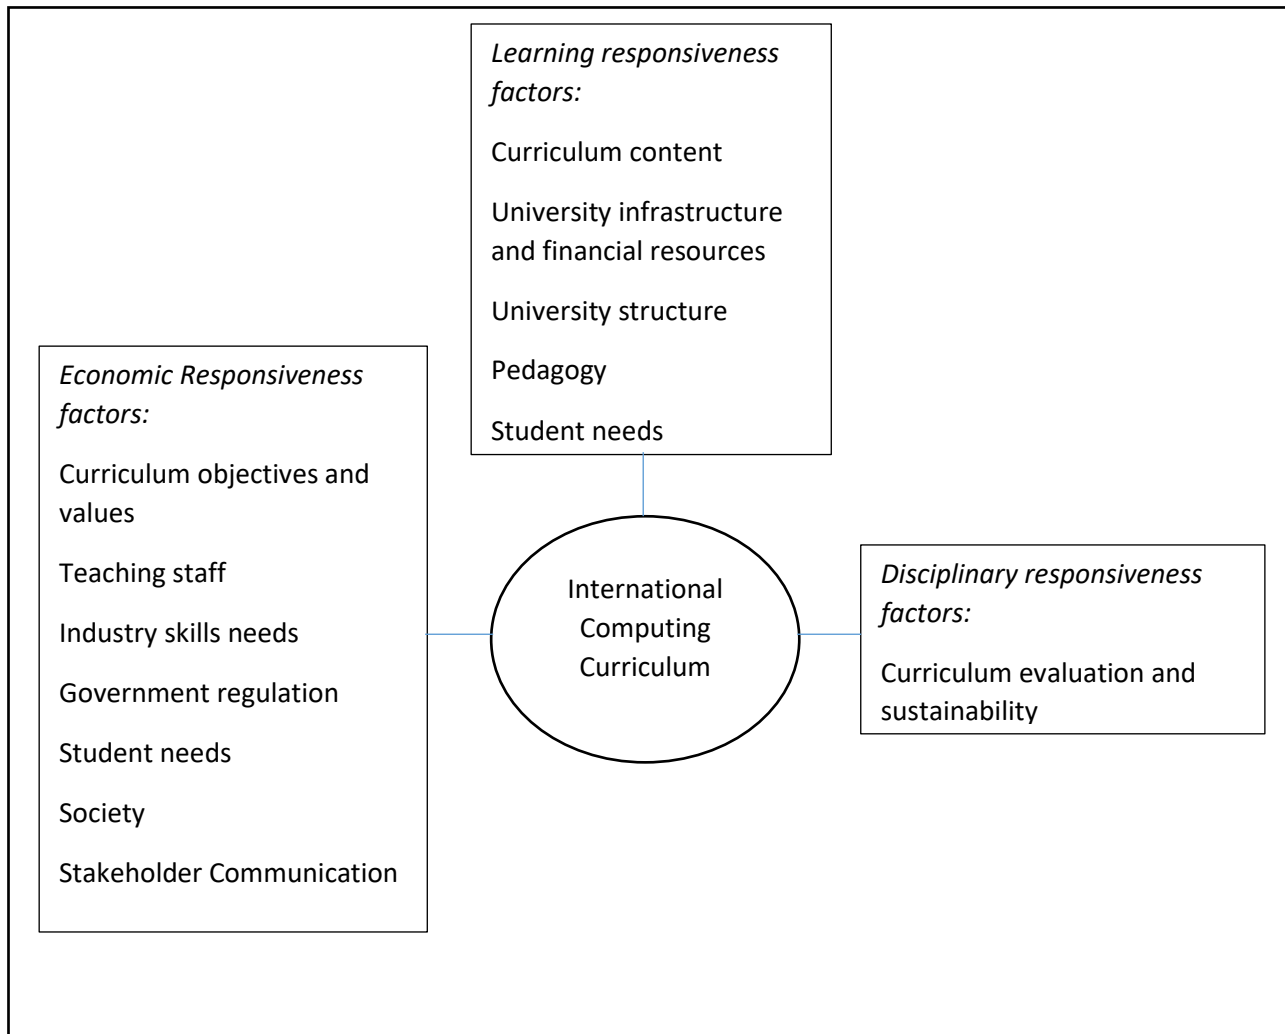 Learning responsiveness
factors:
Curriculum content
University infrastructure
and financial resources
University structure
Pedagogy
Student needs
Economic Responsiveness
factors:
Curriculum objectives and
values
Teaching staff
Industry skills needs
Government regulation
Student needs
Society
Stakeholder Communication
International
Computing
Curriculum
Disciplinary responsiveness
factors:
Curriculum evaluation and
sustainability